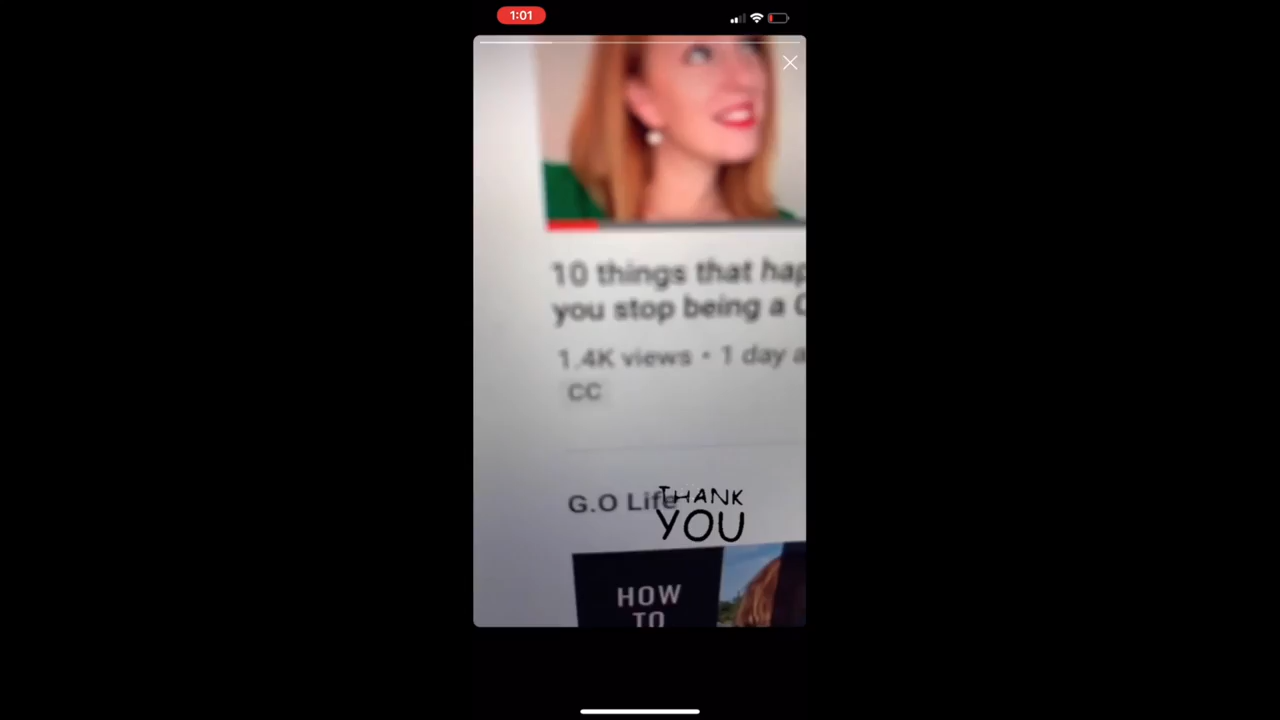 1:01
10 things that hap
you stop being a C
1.4K views • 1 day a
CC
G.O Life
THANK
YOU
HOW
TO